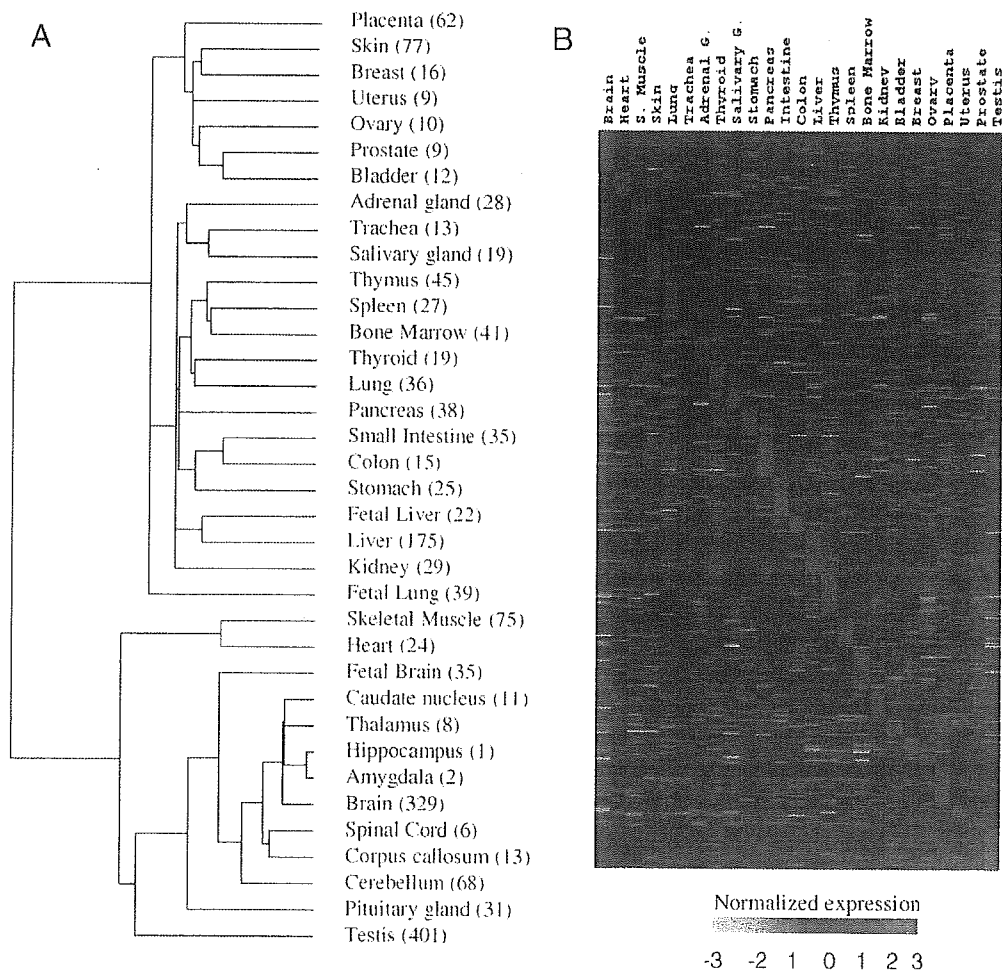 A
Placenta (62)
Skin (77)
Breast (16)
Uterus (9)
Ovary (10)
Prostate (9)
Bladder (12)
Adrenal gland (28)
Trachea (13)
Salivary gland (19)
Thymus (45)
Spleen (27)
Bone Marrow (41)
Thyroid (19)
Lung (36)
Pancreas (38)
Small Intestine (35)
Colon (15)
Stomach (25)
Fetal Liver (22)
Liver (175)
Kidney (29)
Fetal Lung (39)
Skeletal Muscle (75)
Heart (24)
Fetal Brain (35)
Caudate nucleus (11)
Thalamus (8)
Hippocampus (1)
Amygdala (2)
Brain (329)
Spinal Cord (6)
Corpus callosum (13)
Cerebellum (68)
Pituitary gland (31)
Testis (401)
B
Brain
Heart
S. Muscle
Skin
Lung
Trachea
Adrenal G.
Thyroid
Salivary G.
Stomach
Pancreas
Intestine
Colon
Liver
Thymus
Spleen
Bone Marrow
Kidney
Bladder
Breast
Ovary
Placenta
Uterus
Prostate
Testis
Normalized expression
-3 -2 1 0 1 2 3